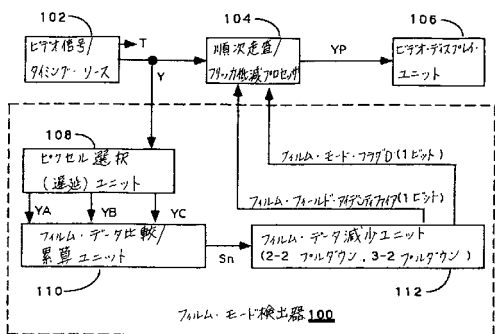 102
ビデオ信号/
タイミング・ソース
T
Y
104
順次走査/
フリッカ低減プロセッサ
YP
106
ビデオ・ディスプレイ・
ユニット
108
ピクセル選択
(遅延)ユニット
YA
YB
YC
フィルム・モード・フラグD(1ビット)
フィルム・フィールド・アイデンティファイア(1ビット)
フィルム・データ比較/
累算ユニット
110
Sn
フィルム・データ減少ユニット
(2-2 プルダウン, 3-2 プルダウン)
112
フィルム・モード検出器 100